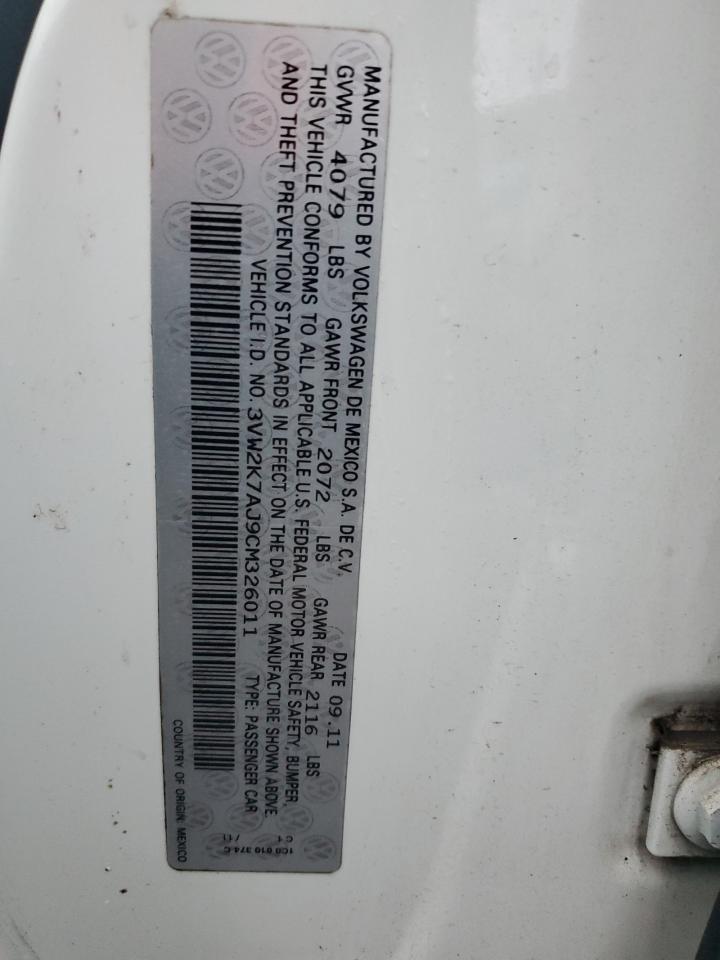 MANUFACTURED BY VOLKSWAGEN DE MEXICO S.A. DE C.V. DATE 09.11
GVWR 4079 LBS GAWR FRONT 2072 LBS GAWR REAR 2116 LBS
THIS VEHICLE CONFORMS TO ALL APPLICABLE U.S. FEDERAL MOTOR VEHICLE SAFETY, BUMPER,
AND THEFT PREVENTION STANDARDS IN EFFECT ON THE DATE OF MANUFACTURE SHOWN ABOVE
VEHICLE I.D. NO. 3VW2K7AJ9CM326011 TYPE: PASSENGER CAR
COUNTRY OF ORIGIN: MEXICO